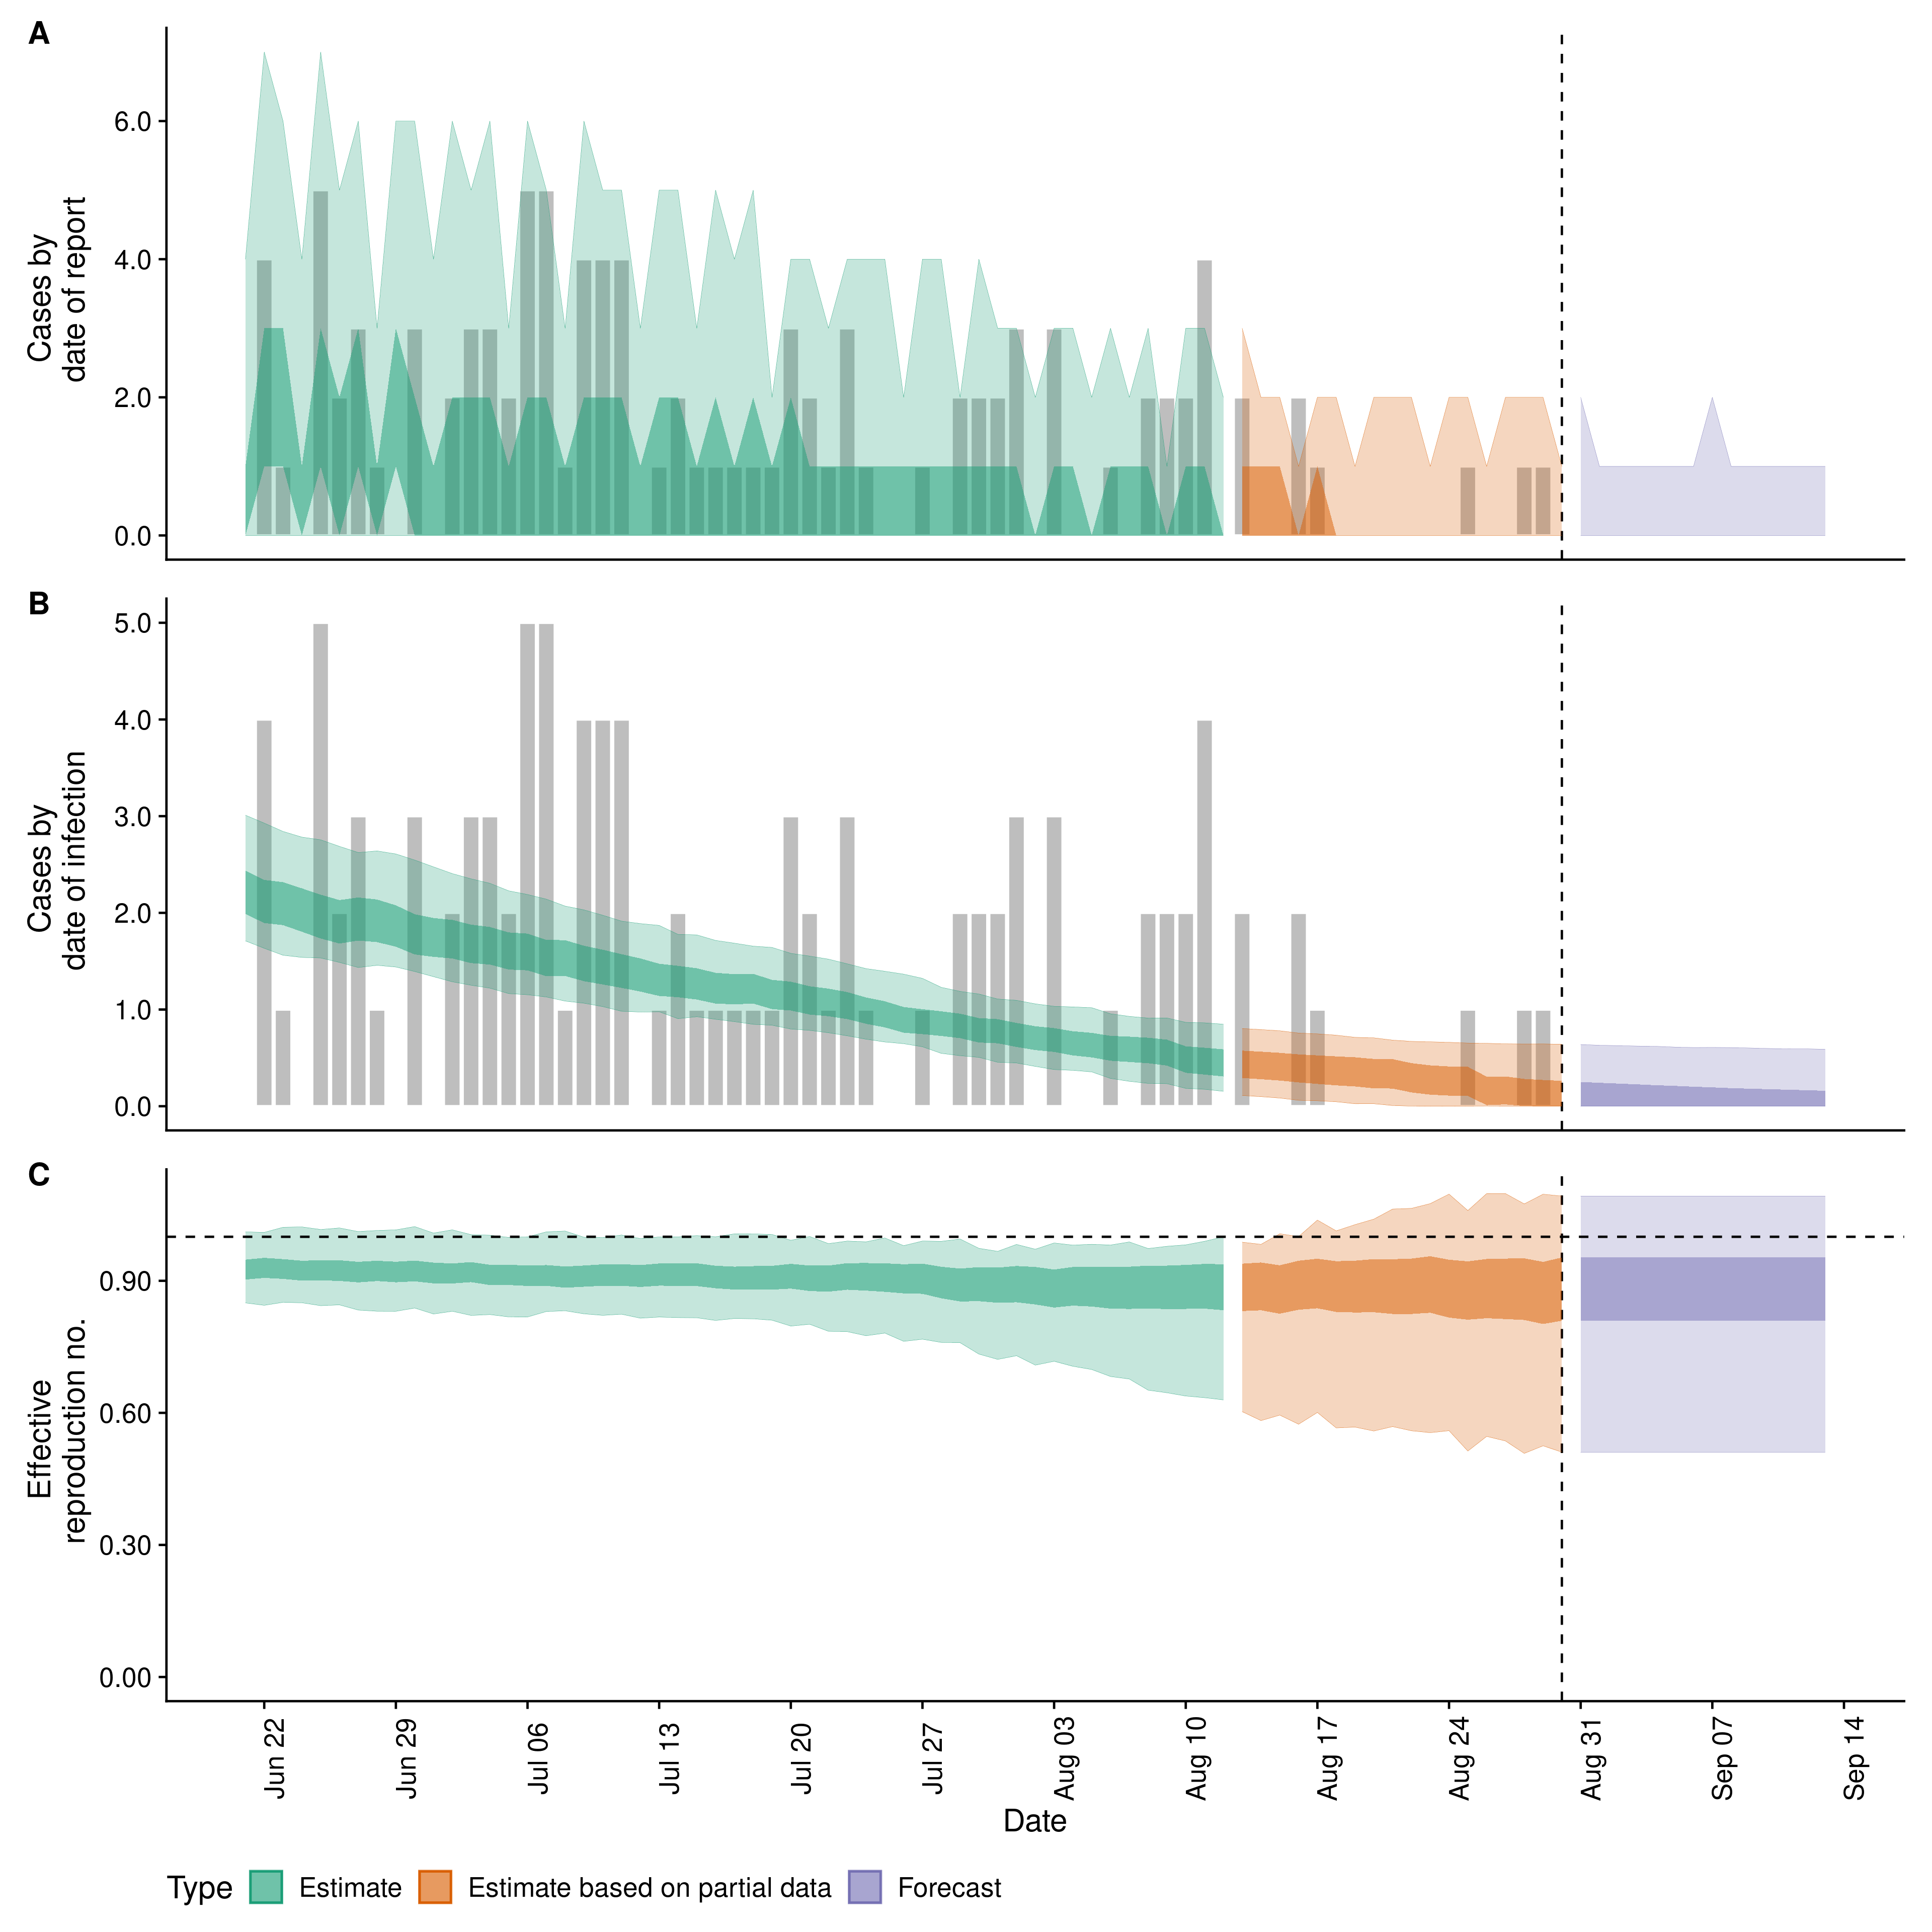 A
Cases by
date of report
6.0
4.0
2.0
0.0
B
Cases by
date of infection
5.0
4.0
3.0
2.0
1.0
0.0
C
Effective
reproduction no.
0.90
0.60
0.30
0.00
Jun 22
Jun 29
Jul 06
Jul 13
Jul 20
Jul 27
Aug 03
Aug 10
Aug 17
Aug 24
Aug 31
Sep 07
Sep 14
Date
Type Estimate Estimate based on partial data Forecast